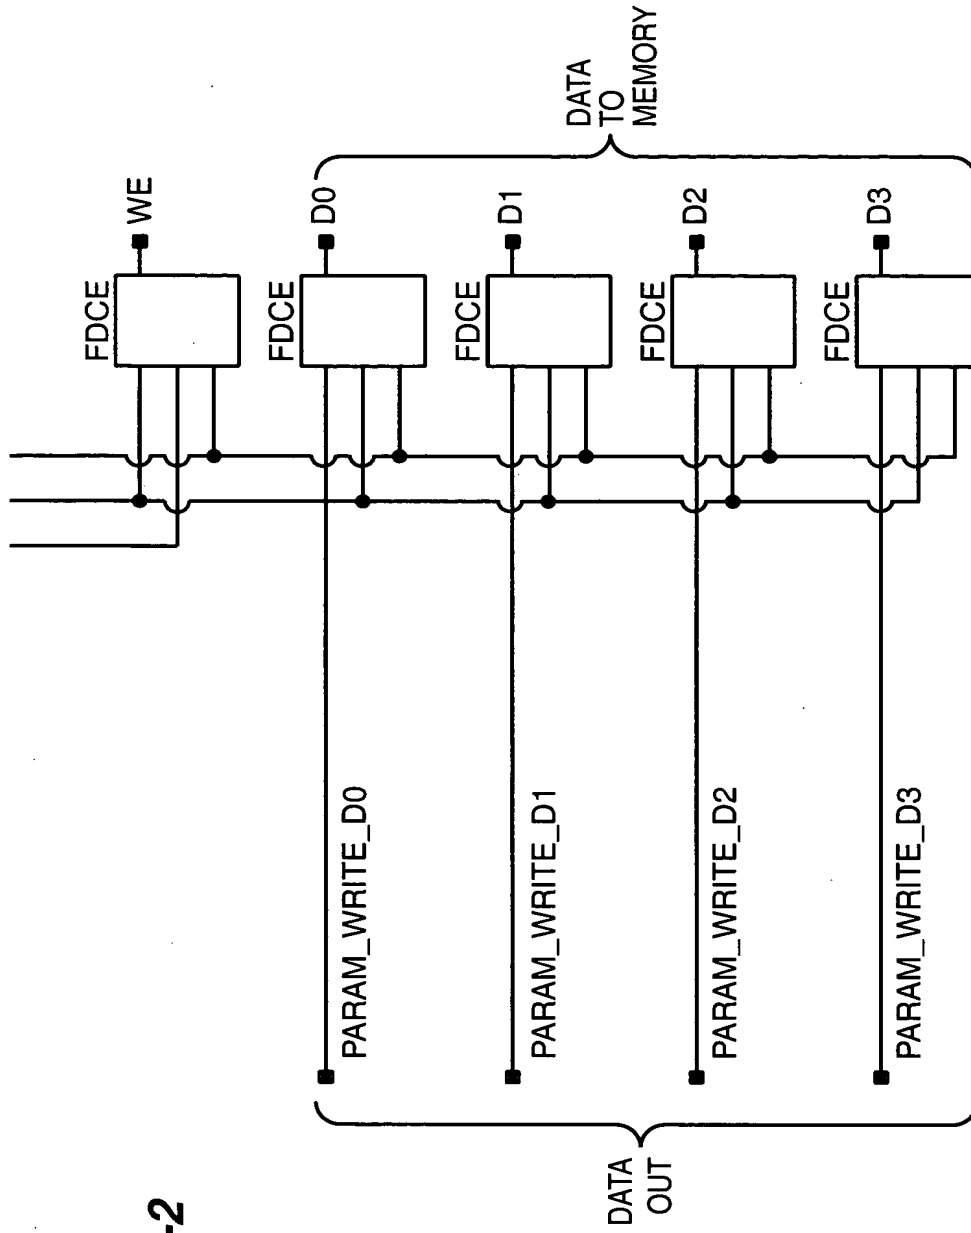 FDCE
WE
FDCE
D0
FDCE
D1
FDCE
D2
FDCE
D3
DATA
TO
MEMORY
PARAM_WRITE_D0
PARAM_WRITE_D1
PARAM_WRITE_D2
PARAM_WRITE_D3
DATA
OUT
-2